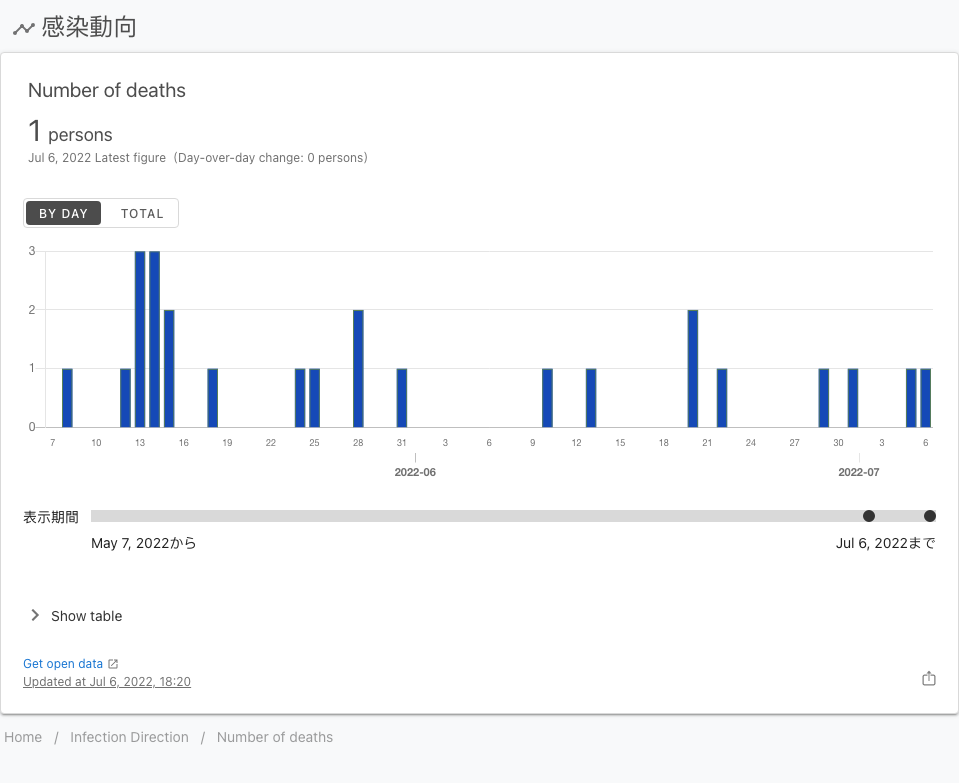 感染動向
Number of deaths
1 persons
Jul 6, 2022 Latest figure (Day-over-day change: 0 persons)
BY DAY TOTAL
3
2
1
0
7 10 13 16 19 22 25 28 31 3 6 9 12 15 18 21 24 27 30 3 6
2022-06 2022-07
表示期間
May 7, 2022から Jul 6, 2022まで
Show table
Get open data
Updated at Jul 6, 2022, 18:20
Home / Infection Direction / Number of deaths